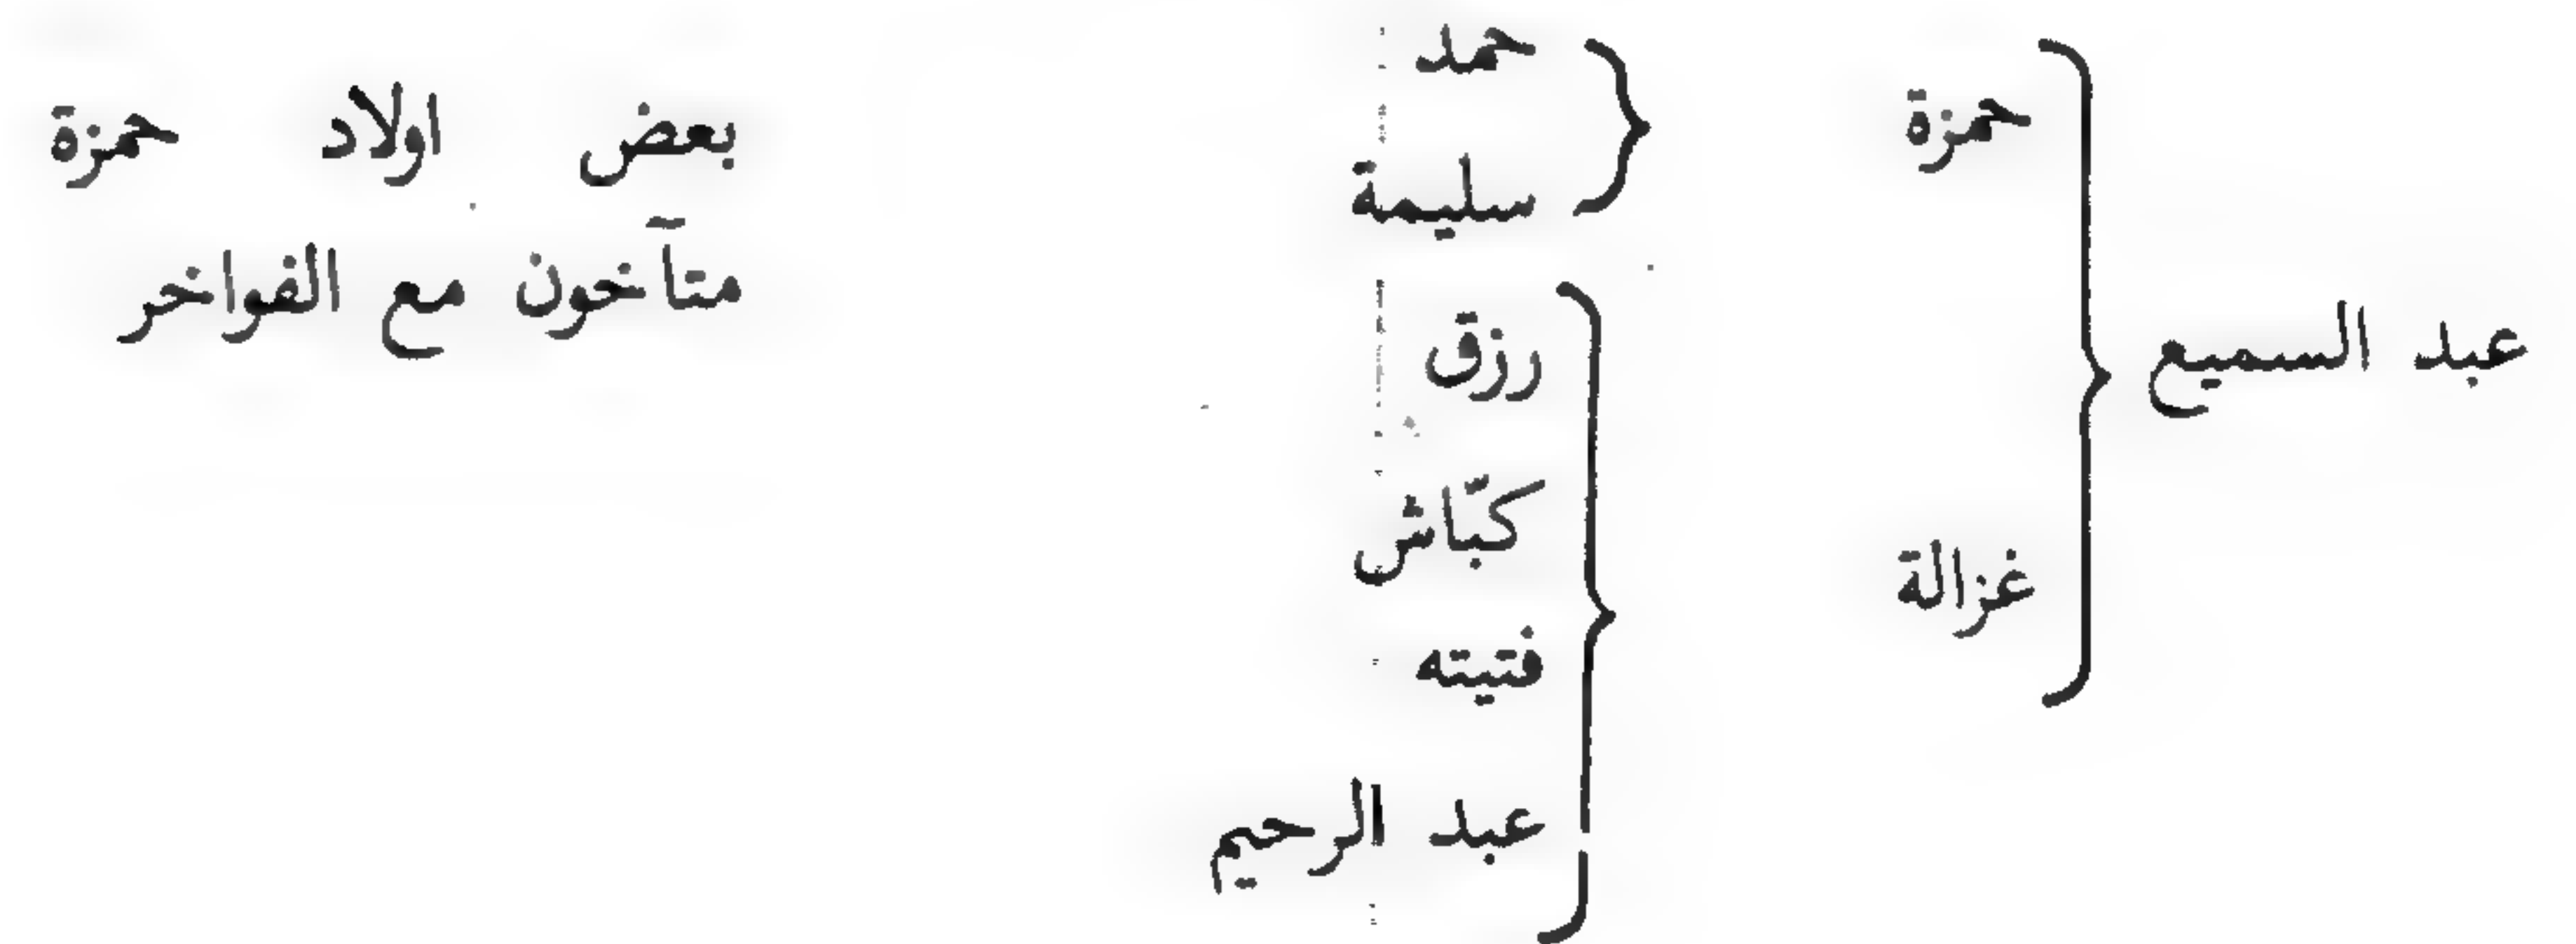 عبد السميع
حمزة
حمد
سليمة
بعض اولاد حمزة
متآخون مع الفواخر
غزالة
رزق
كبّاش
فتيته
عبد الرحيم